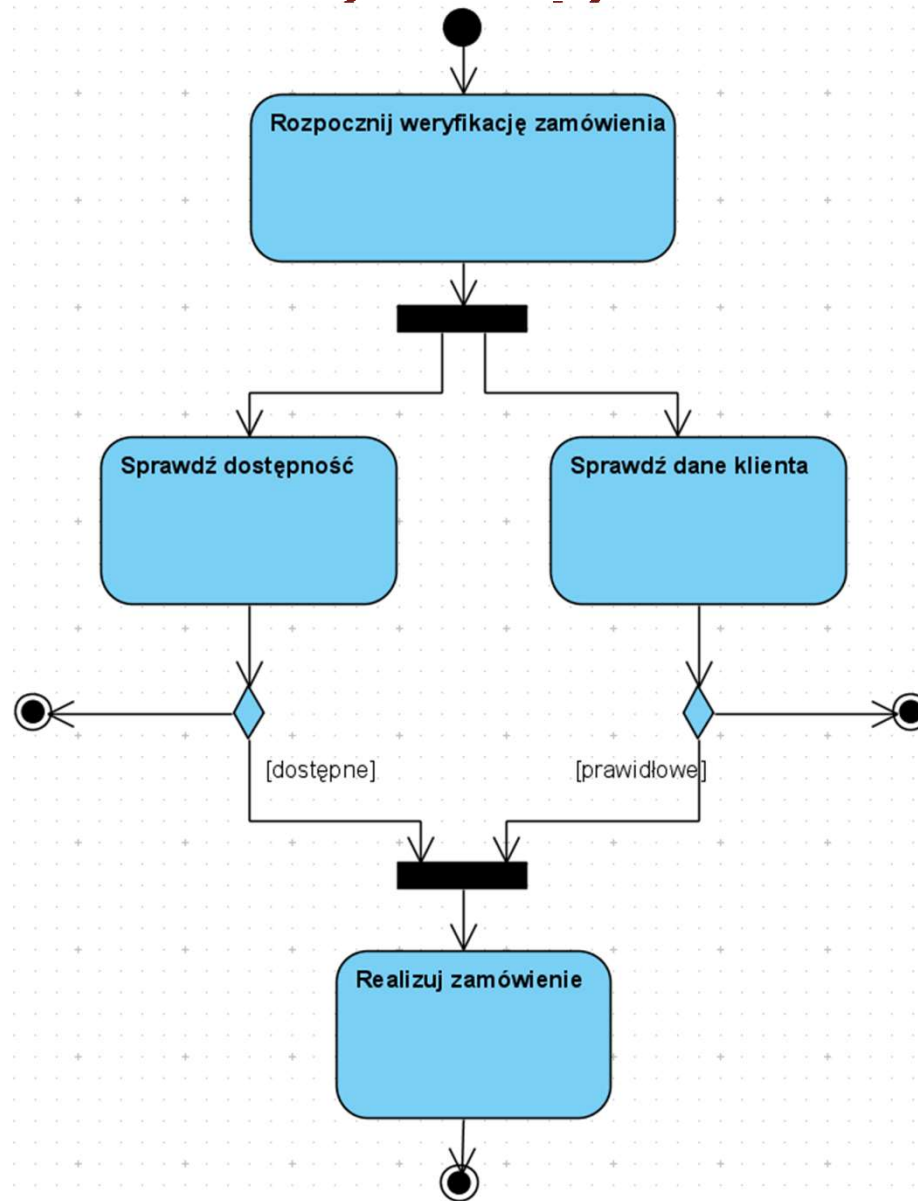 Rozpocznij weryfikację zamówienia
Sprawdź dostępność
Sprawdź dane klienta
[dostępne]
[prawidłowe]
Realizuj zamówienie